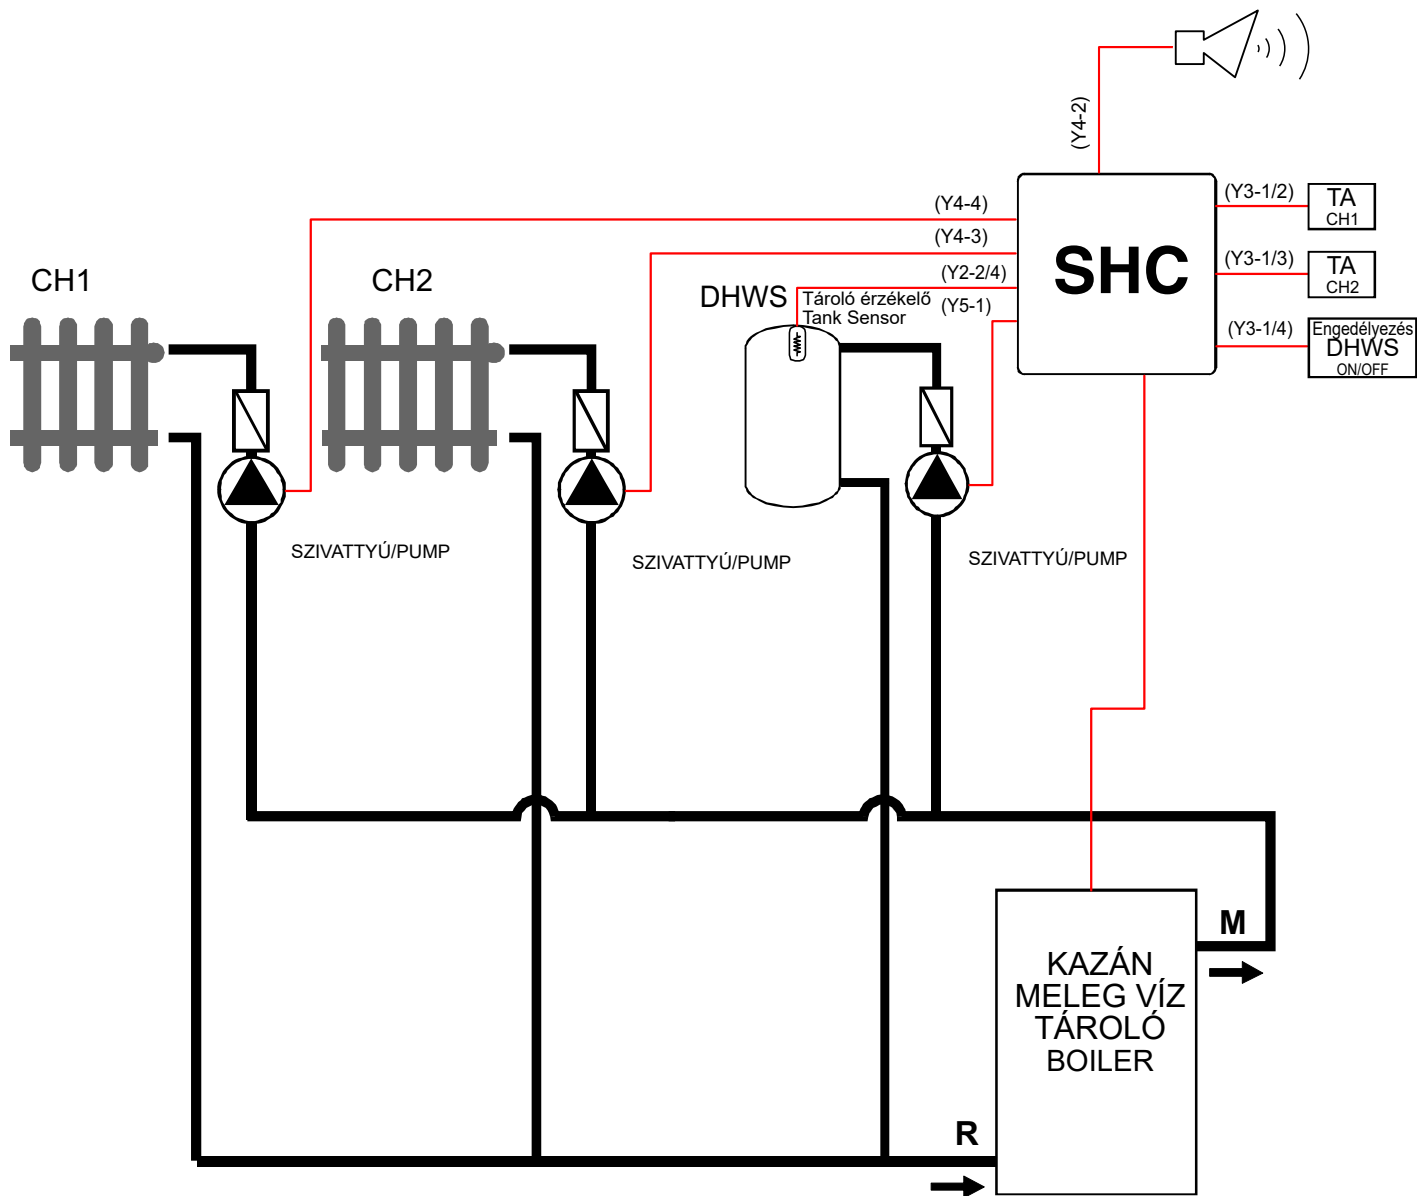 (Y4-2)
(Y4-4)
(Y3-1/2)
TA
CH1
(Y4-3)
SHC
(Y3-1/3)
TA
CH2
CH1
CH2
(Y2-2/4)
DHWS
Tároló érzékelő
Tank Sensor
(Y5-1)
(Y3-1/4)
Engedélyezés
DHWS
ON/OFF
SZIVATTYÚ/PUMP
SZIVATTYÚ/PUMP
SZIVATTYÚ/PUMP
M
KAZÁN
MELEG VÍZ
TÁROLÓ
BOILER
R